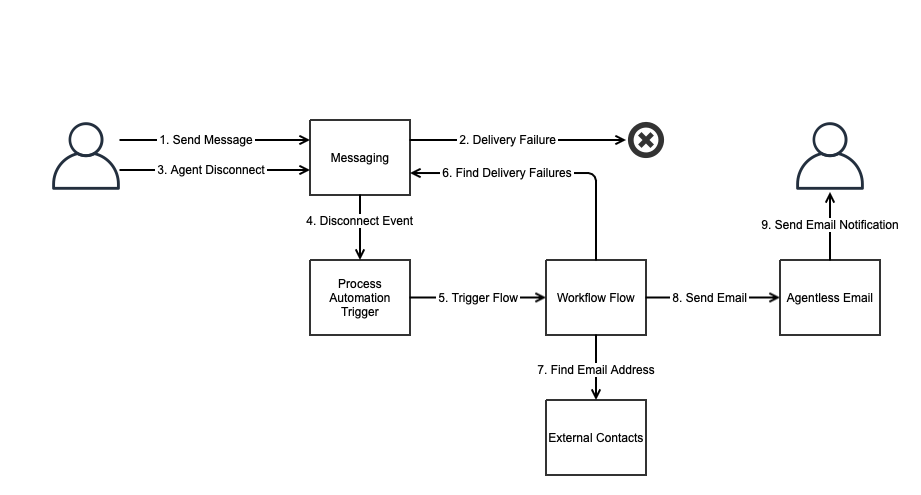 1. Send Message
2. Delivery Failure
Messaging
3. Agent Disconnect
6. Find Delivery Failures
4. Disconnect Event
9. Send Email Notification
Process
Automation
Trigger
5. Trigger Flow
Workflow Flow
8. Send Email
Agentless Email
7. Find Email Address
External Contacts